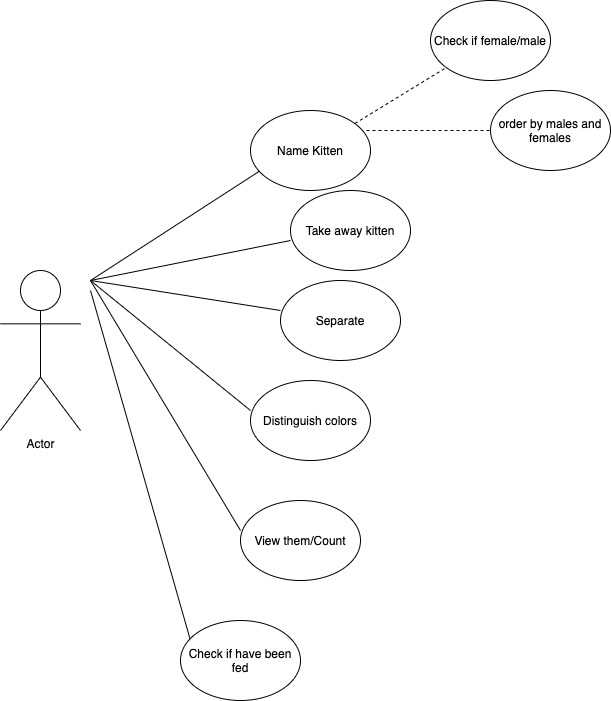 Check if female/male
order by males and
females
Name Kitten
Take away kitten
Separate
Distinguish colors
Actor
View them/Count
Check if have been
fed